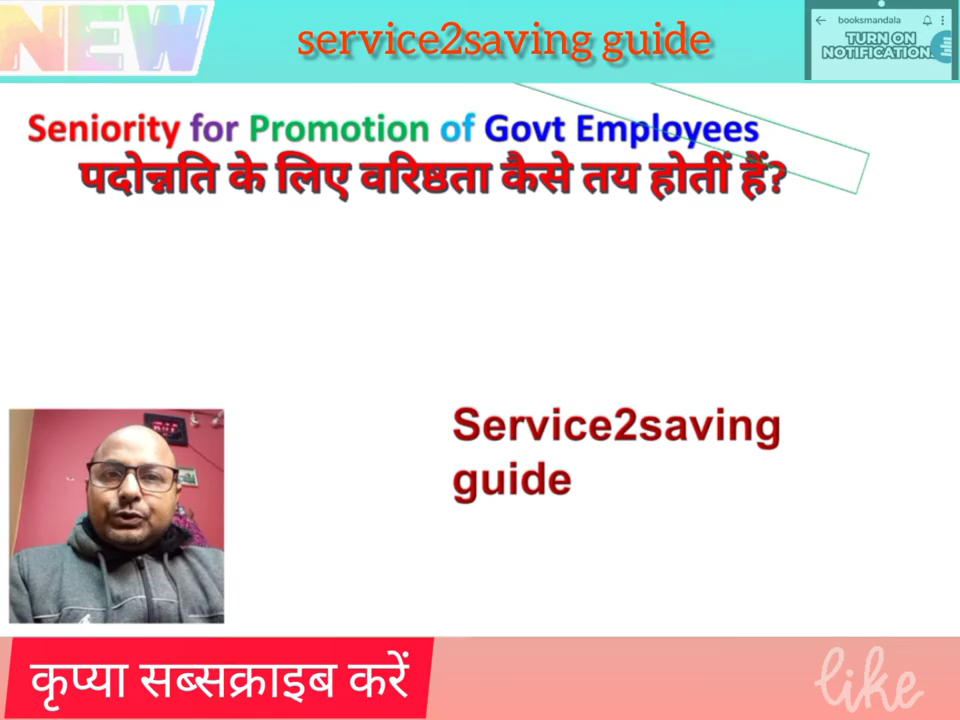 NEW
service2saving guide
booksmandala
TURN ON
NOTIFICATION
Seniority for Promotion of Govt Employees
पदोन्नति के लिए वरिष्ठता कैसे तय होतीं हैं?
Service2saving
guide
कृप्या सब्सक्राइब करें
like